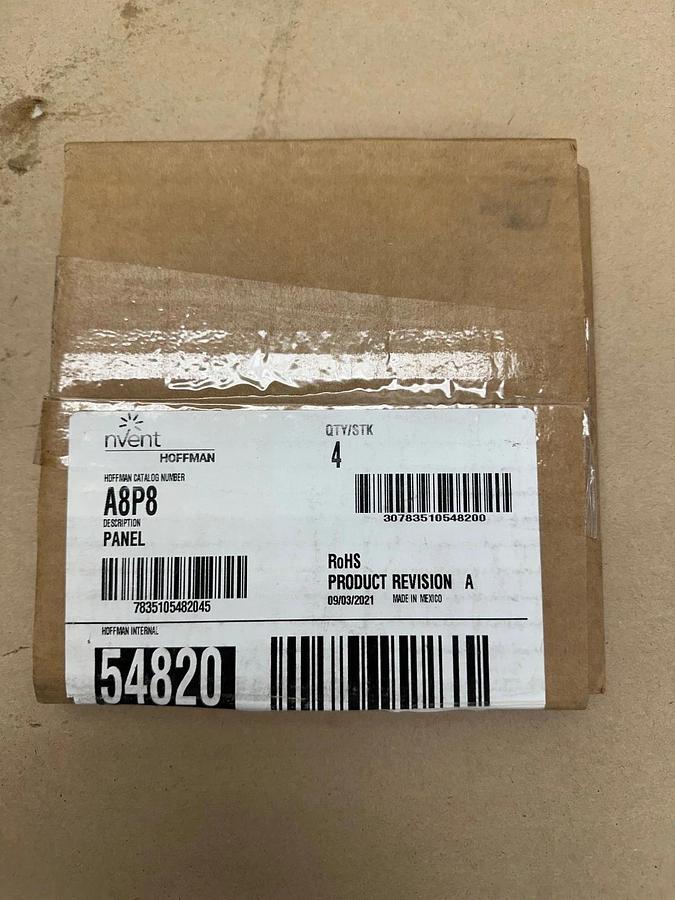 nvent
HOFFMAN
QTY/STK
4
HOFFMAN CATALOG NUMBER
A8P8
DESCRIPTION
PANEL
30783510548200
7835105482045
RoHS
PRODUCT REVISION A
09/03/2021 MADE IN MEXICO
HOFFMAN INTERNAL
54820